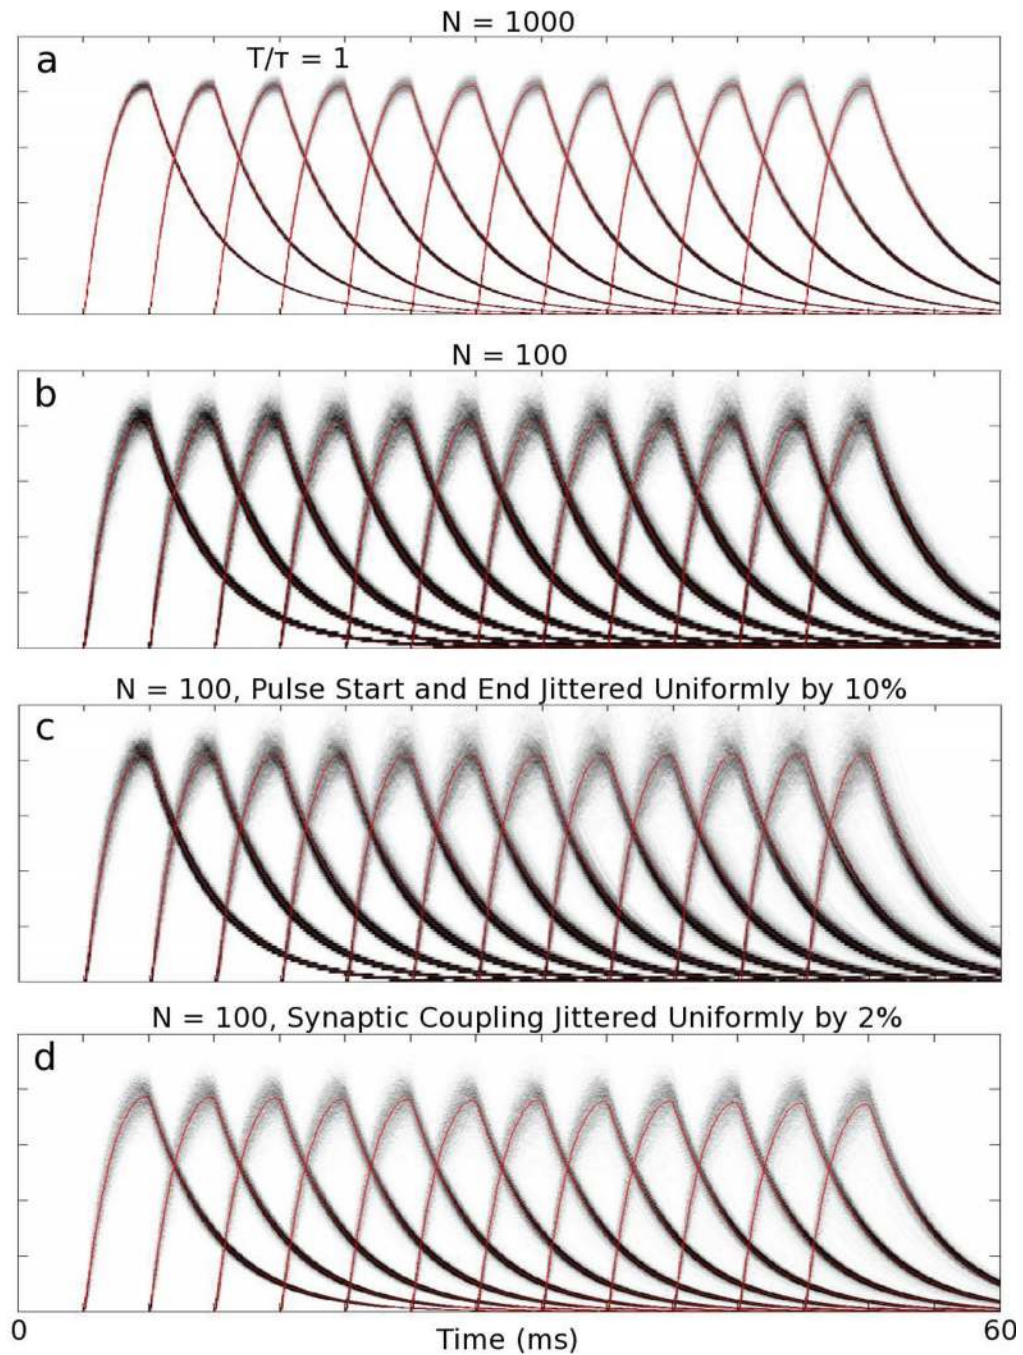 N = 1000
a
T/τ = 1
N = 100
b
N = 100, Pulse Start and End Jittered Uniformly by 10%
c
N = 100, Synaptic Coupling Jittered Uniformly by 2%
d
0
Time (ms)
60